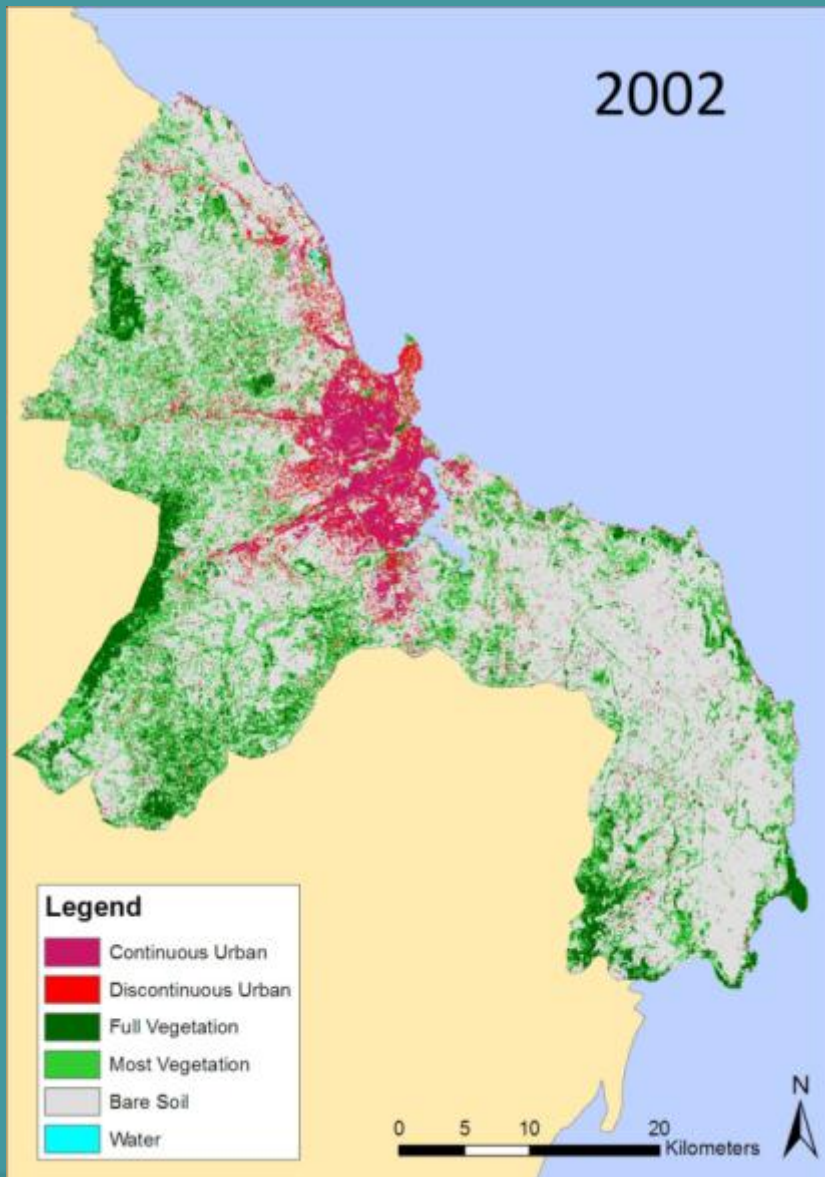 2002
Legend
Continuous Urban
Discontinuous Urban
Full Vegetation
Most Vegetation
Bare Soil
Water
N
0 5 10 20
Kilometers